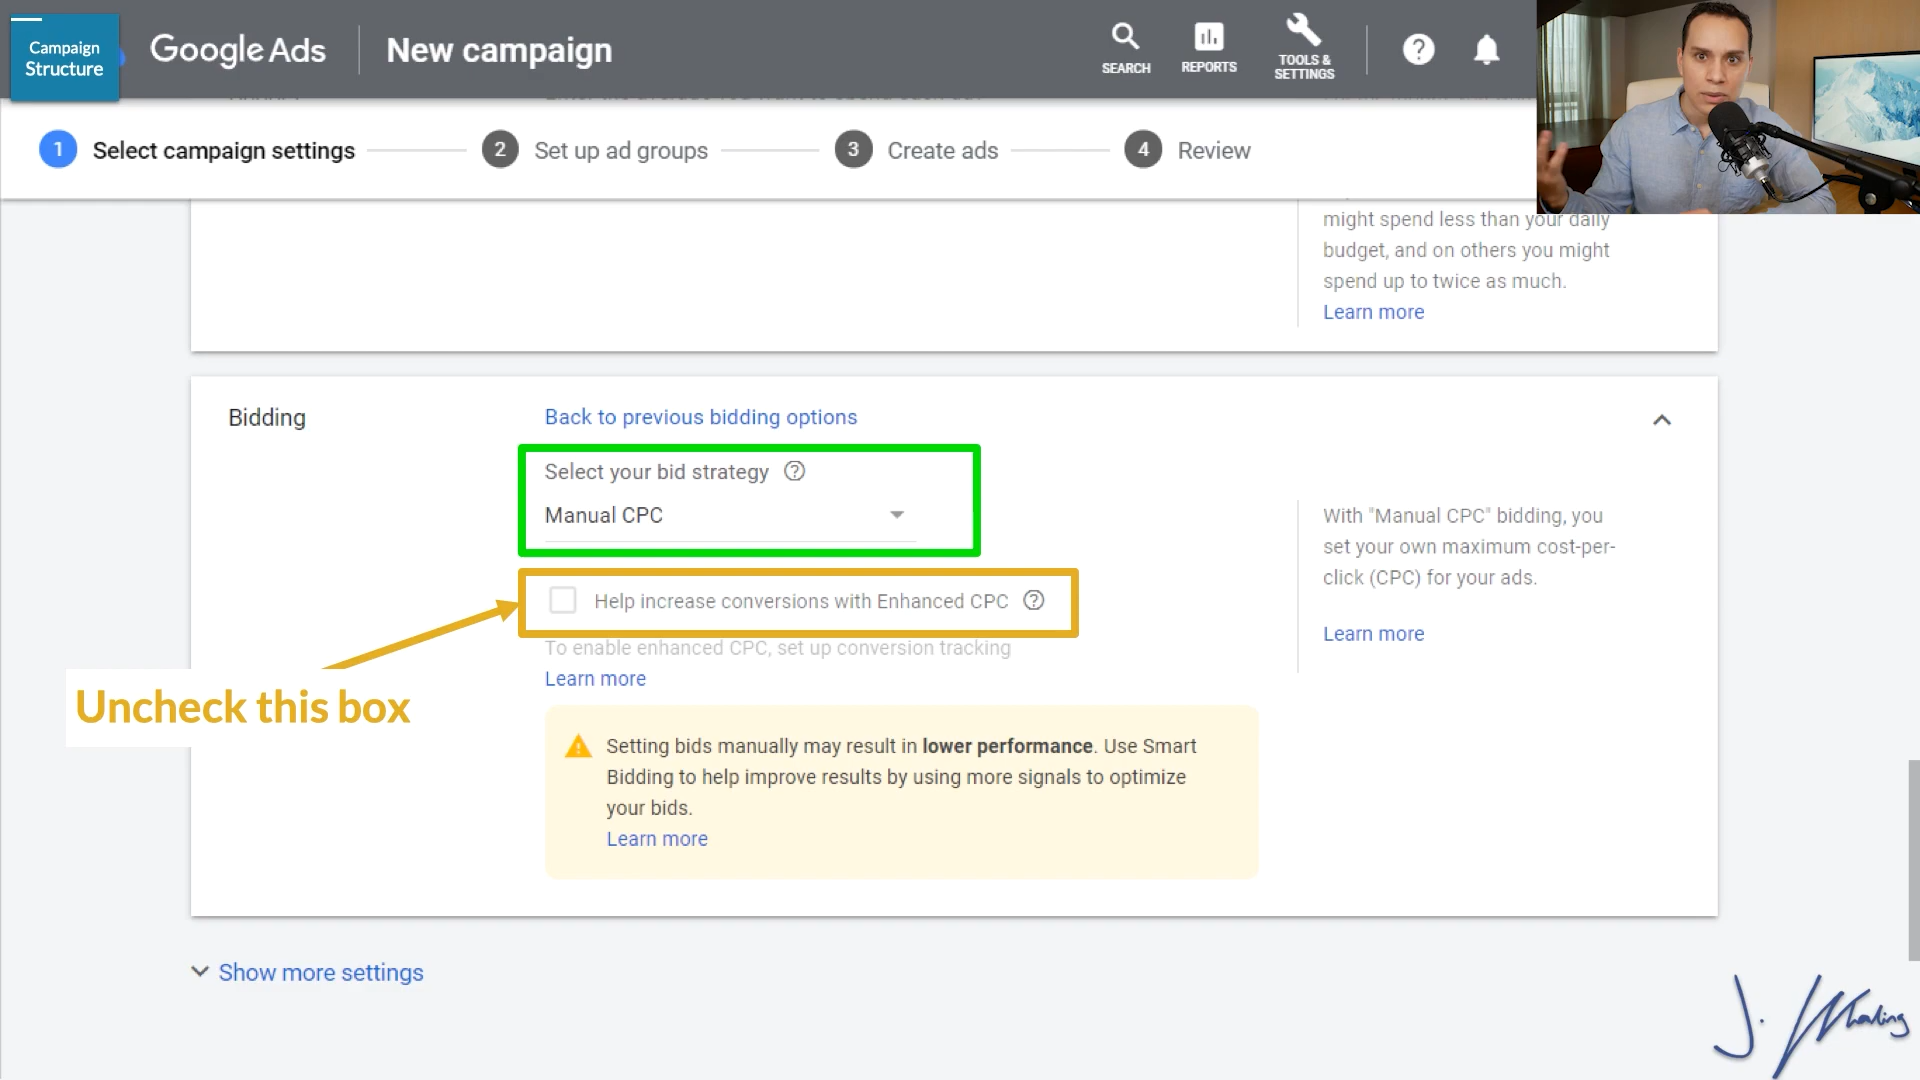 Campaign
Structure
Google Ads
New campaign
SEARCH
REPORTS
TOOLS &
SETTINGS
1
Select campaign settings
2
Set up ad groups
3
Create ads
4
Review
might spend less than your daily
budget, and on others you might
spend up to twice as much.
Learn more
Bidding
Back to previous bidding options
Select your bid strategy
Manual CPC
With "Manual CPC" bidding, you
set your own maximum cost-per-
click (CPC) for your ads.
Learn more
Help increase conversions with Enhanced CPC
To enable enhanced CPC, set up conversion tracking
Learn more
Uncheck this box
Setting bids manually may result in lower performance. Use Smart
Bidding to help improve results by using more signals to optimize
your bids.
Learn more
Show more settings